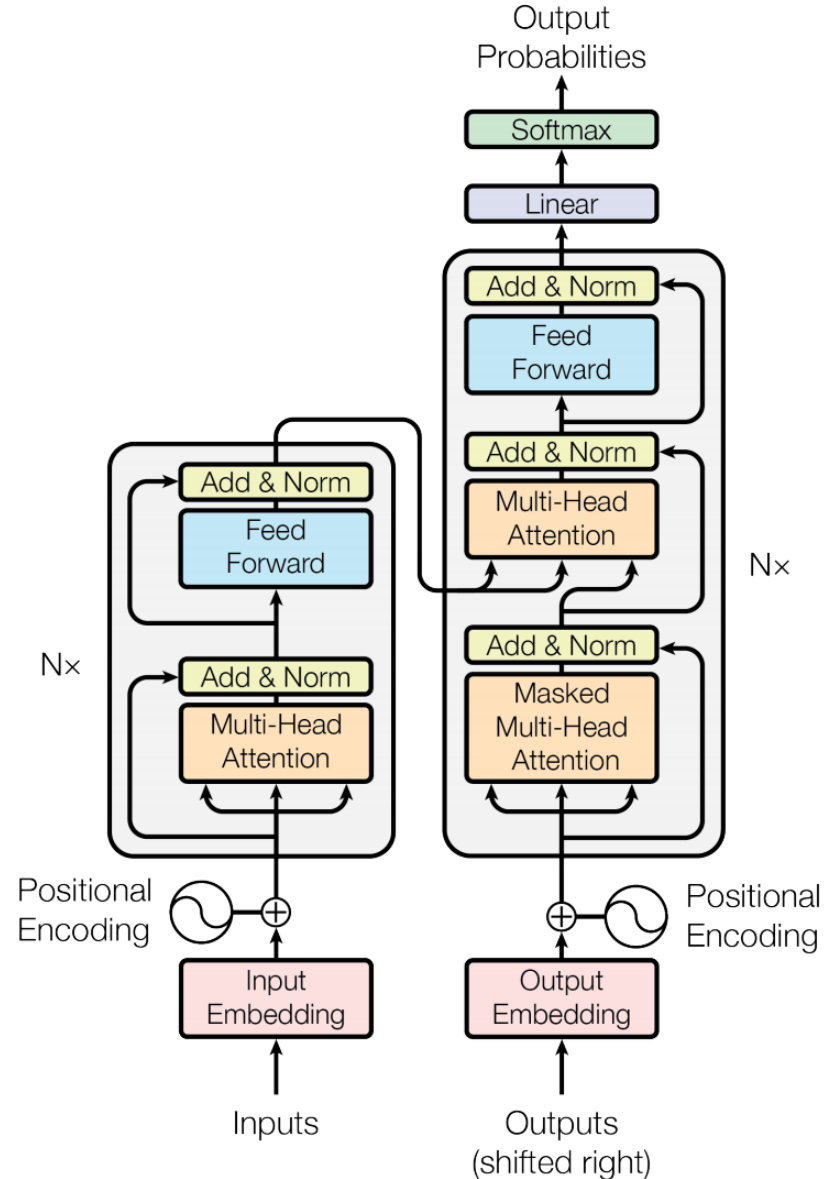 Output
Probabilities
Softmax
Linear
Add & Norm
Feed
Forward
Add & Norm
Multi-Head
Attention
Add & Norm
Masked
Multi-Head
Attention
N×
Add & Norm
Feed
Forward
Add & Norm
Multi-Head
Attention
N×
Positional
Encoding
Positional
Encoding
Input
Embedding
Output
Embedding
Inputs
Outputs
(shifted right)